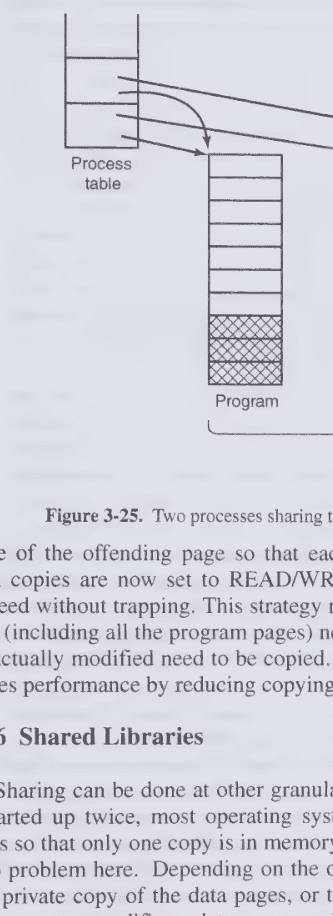 Process
table
Program
Figure 3-25. Two processes sharing t
e of the offending page so that eac
copies are now set to READ/WR
eed without trapping. This strategy r
(including all the program pages) ne
actually modified need to be copied.
es performance by reducing copying
6 Shared Libraries
Sharing can be done at other granula
arted up twice, most operating syst
s so that only one copy is in memory
problem here. Depending on the o
private copy of the data pages, or t